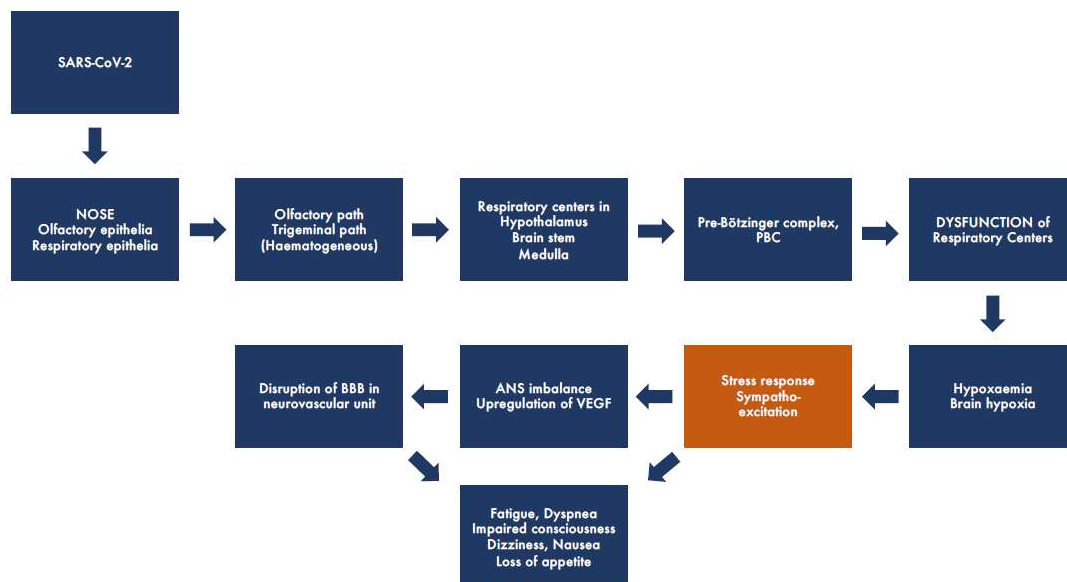 SARS-CoV-2
NOSE
Olfactory epithelia
Respiratory epithelia
Olfactory path
Trigeminal path
(Haematogeneous)
Respiratory centers in
Hypothalamus
Brain stem
Medulla
Pre-Bötzinger complex,
PBC
DYSFUNCTION of
Respiratory Centers
Disruption of BBB in
neurovascular unit
ANS imbalance
Upregulation of VEGF
Stress response
Sympatho-
excitation
Hypoxaemia
Brain hypoxia
Fatigue, Dyspnea
Impaired consciousness
Dizziness, Nausea
Loss of appetite